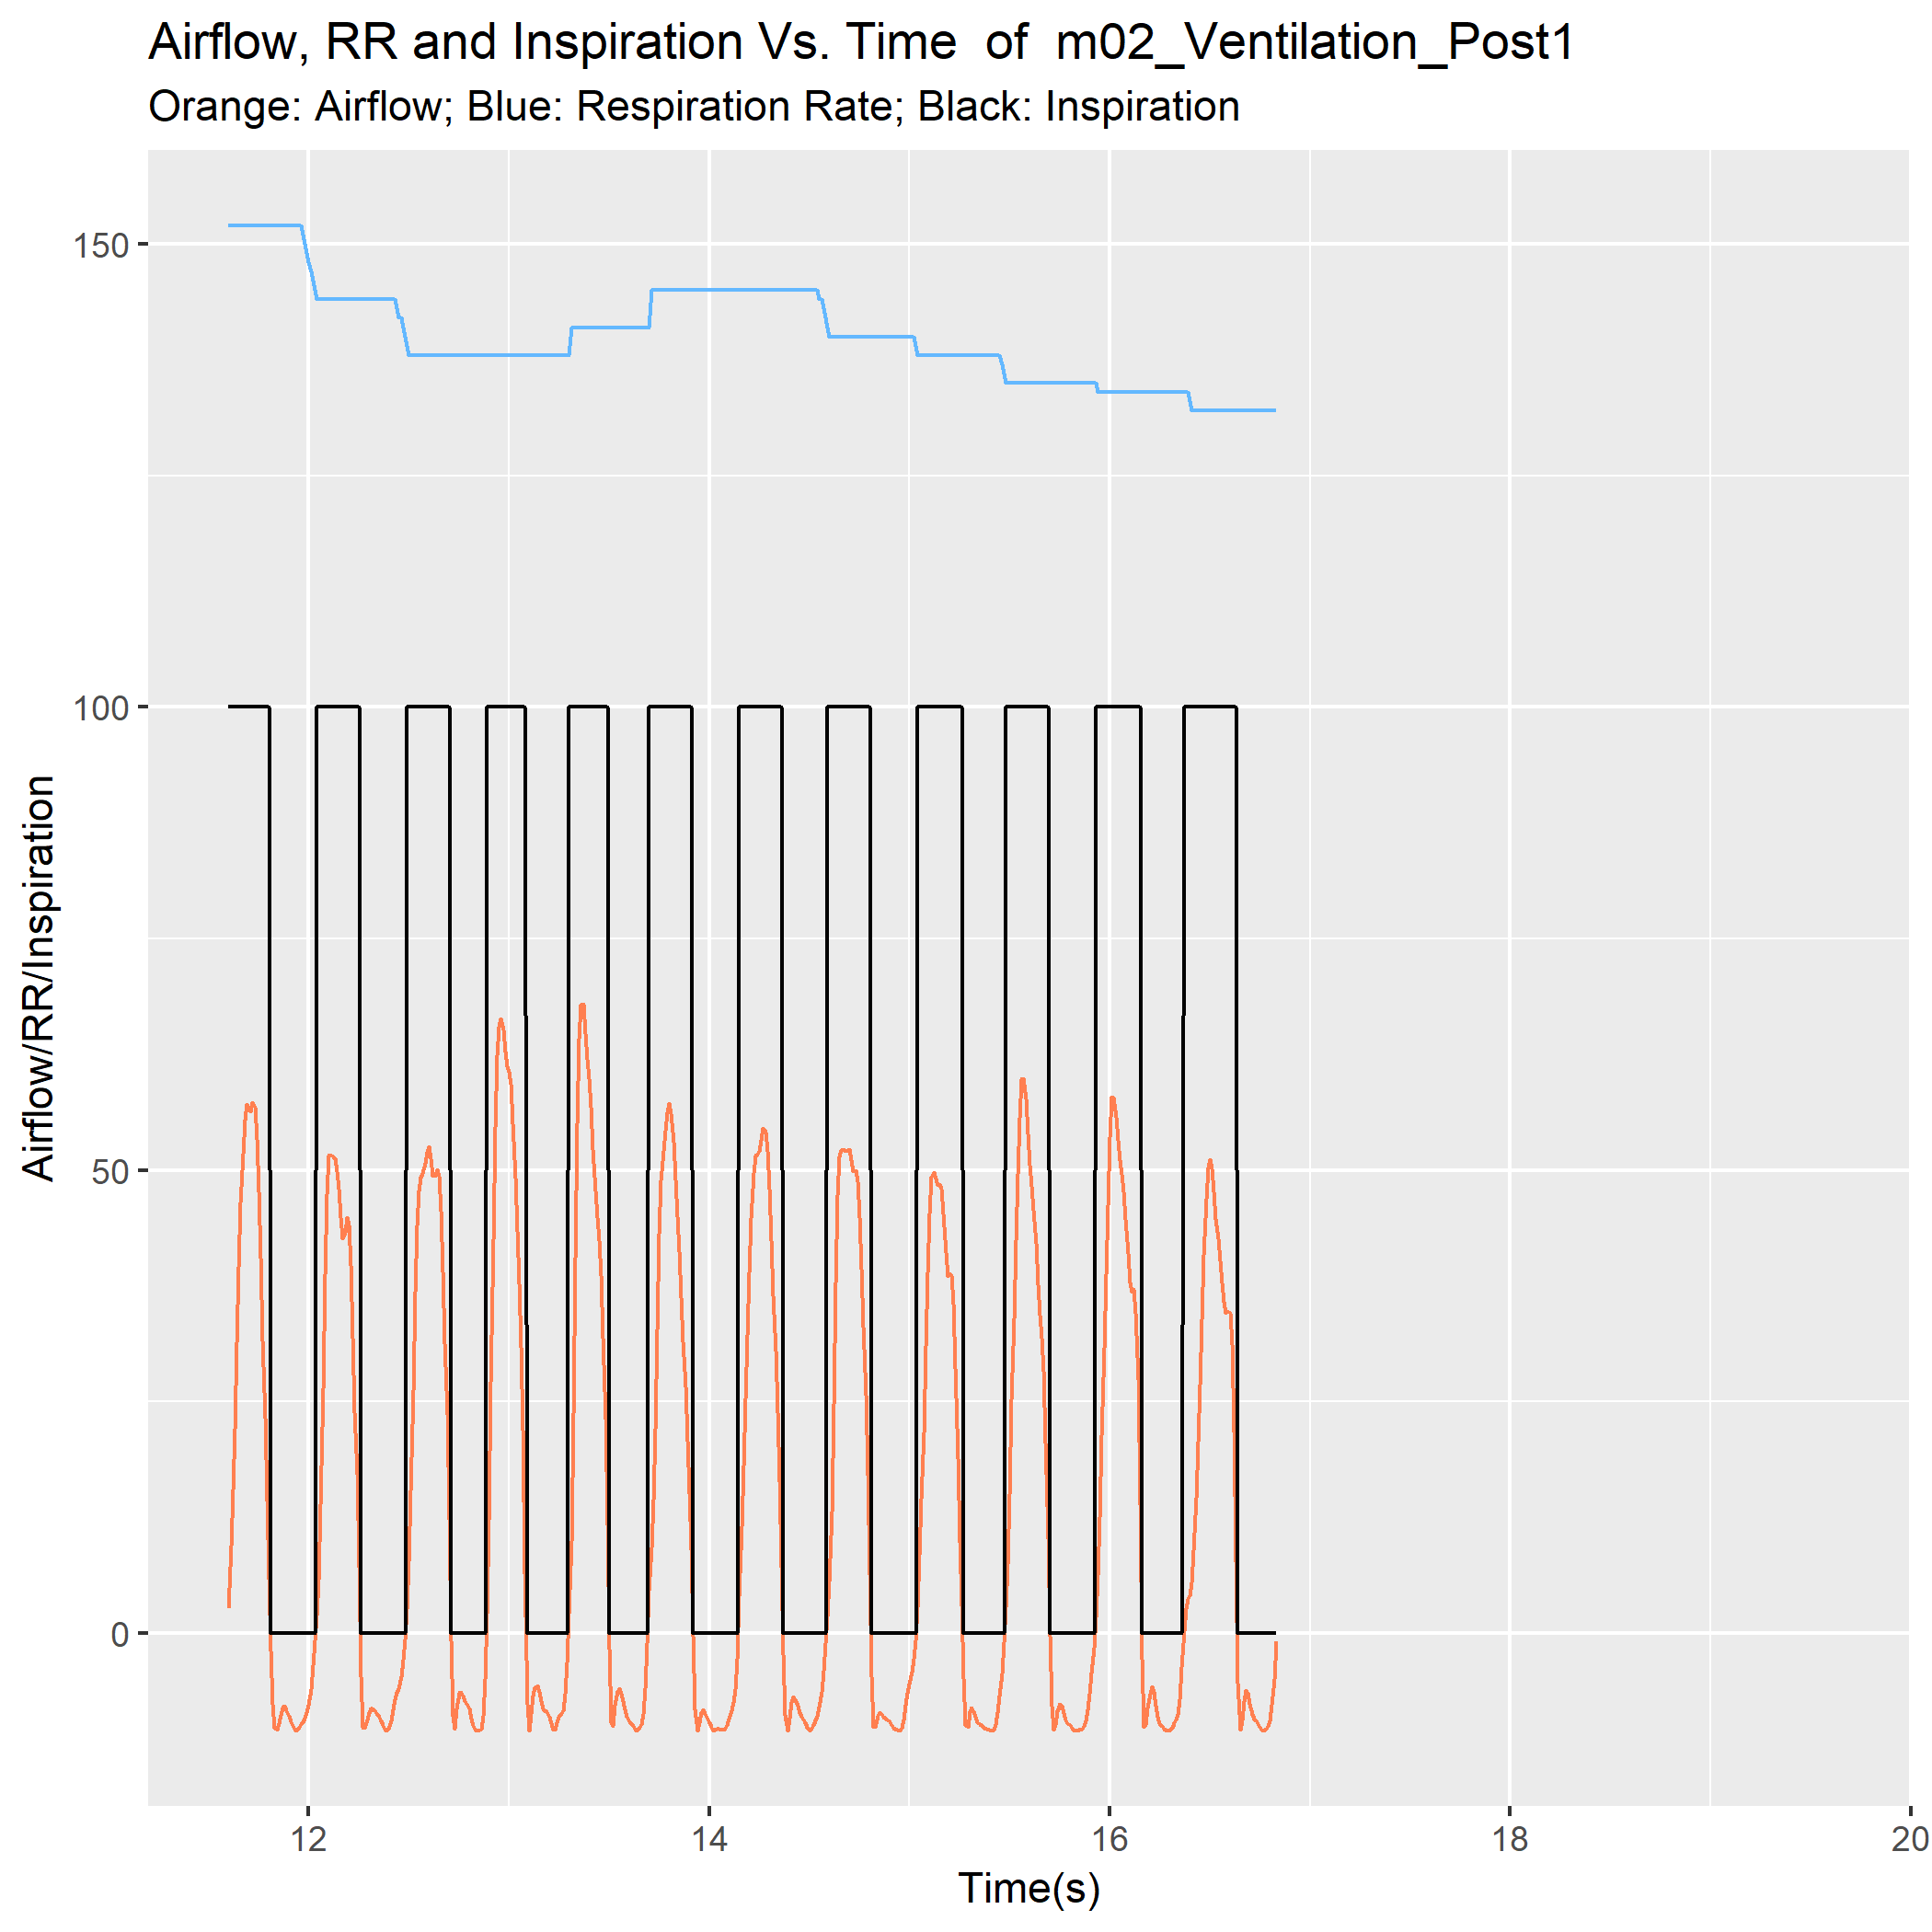 Airflow, RR and Inspiration Vs. Time  of  m02_Ventilation_Post1
Orange: Airflow; Blue: Respiration Rate; Black: Inspiration
150
100
50
0
Airflow/RR/Inspiration
12 14 16 18 20
Time(s)